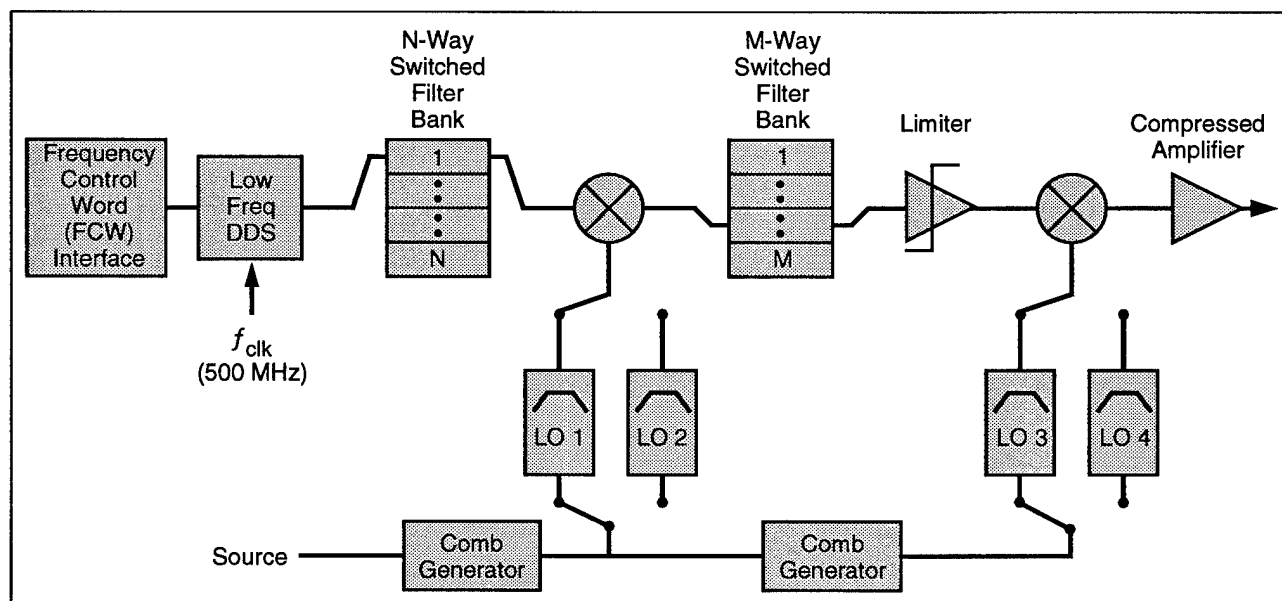 N-Way
Switched
Filter
Bank
M-Way
Switched
Filter
Bank
Limiter
Compressed
Amplifier
Frequency
Control
Word
(FCW)
Interface
Low
Freq
DDS
1
N
1
M
fclk
(500 MHz)
LO 1
LO 2
LO 3
LO 4
Source
Comb
Generator
Comb
Generator